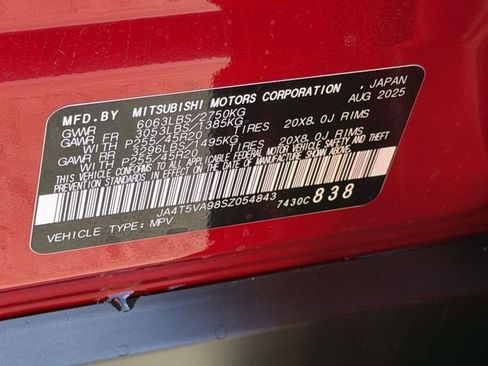 MFD.BY MITSUBISHI MOTORS CORPORATION, JAPAN
GWWR 6063LBS/2750KG AUG 2025
GAWR FR 3053LBS/1385KG
P255/45R20 TIRES 20X8.0J RIMS
GAWR RR 3296LBS/1495KG
P255/45R20 TIRES 20X8.0J RIMS
THIS VEHICLE CONFORMS TO ALL APPLICABLE FEDERAL MOTOR VEHICLE SAFETY, BUMPER, AND THEFT
PREVENTION STANDARDS IN EFFECT ON THE DATE OF MANUFACTURE SHOWN ABOVE.
JA4T5VA98SZ054843 7430C 838
VEHICLE TYPE: MPV